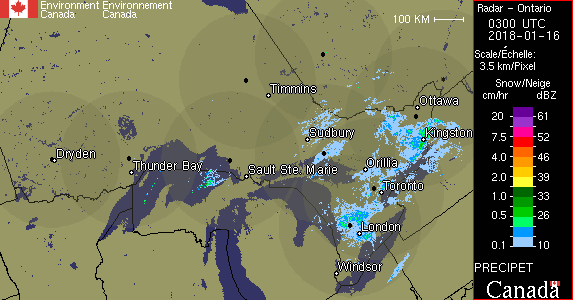 Environment Environnement
Canada Canada
100 KM
Timmins
Ottawa
Sudbury
Kingston
Dryden
Thunder Bay
Sault Ste. Marie
Orillia
Toronto
London
Windsor
Radar - Ontario
0300 UTC
2018-01-16
Scale/Échelle:
3.5 km/Pixel
Snow/Neige
cm/hr dBZ
20 61
7.5 52
4.0 46
2.0 39
1.0 33
0.5 26
0.1 10
PRECIPET
Canada